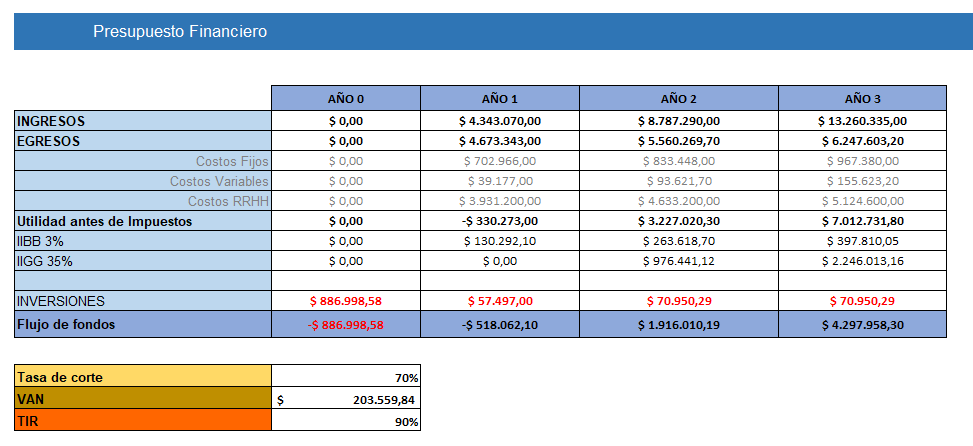 Presupuesto Financiero
AÑO 0 AÑO 1 AÑO 2 AÑO 3
INGRESOS $ 0,00 $ 4.343.070,00 $ 8.787.290,00 $ 13.260.335,00
EGRESOS $ 0,00 $ 4.673.343,00 $ 5.560.269,70 $ 6.247.603,20
Costos Fijos $ 0,00 $ 702.966,00 $ 833.448,00 $ 967.380,00
Costos Variables $ 0,00 $ 39.177,00 $ 93.621,70 $ 155.623,20
Costos RRHH $ 0,00 $ 3.931.200,00 $ 4.633.200,00 $ 5.124.600,00
Utilidad antes de Impuestos $ 0,00 -$ 330.273,00 $ 3.227.020,30 $ 7.012.731,80
IIBB 3% $ 0,00 $ 130.292,10 $ 263.618,70 $ 397.810,05
IIGG 35% $ 0,00 $ 0,00 $ 976.441,12 $ 2.246.013,16
INVERSIONES $ 886.998,58 $ 57.497,00 $ 70.950,29 $ 70.950,29
Flujo de fondos -$ 886.998,58 -$ 518.062,10 $ 1.916.010,19 $ 4.297.958,30
Tasa de corte 70%
VAN $ 203.559,84
TIR 90%